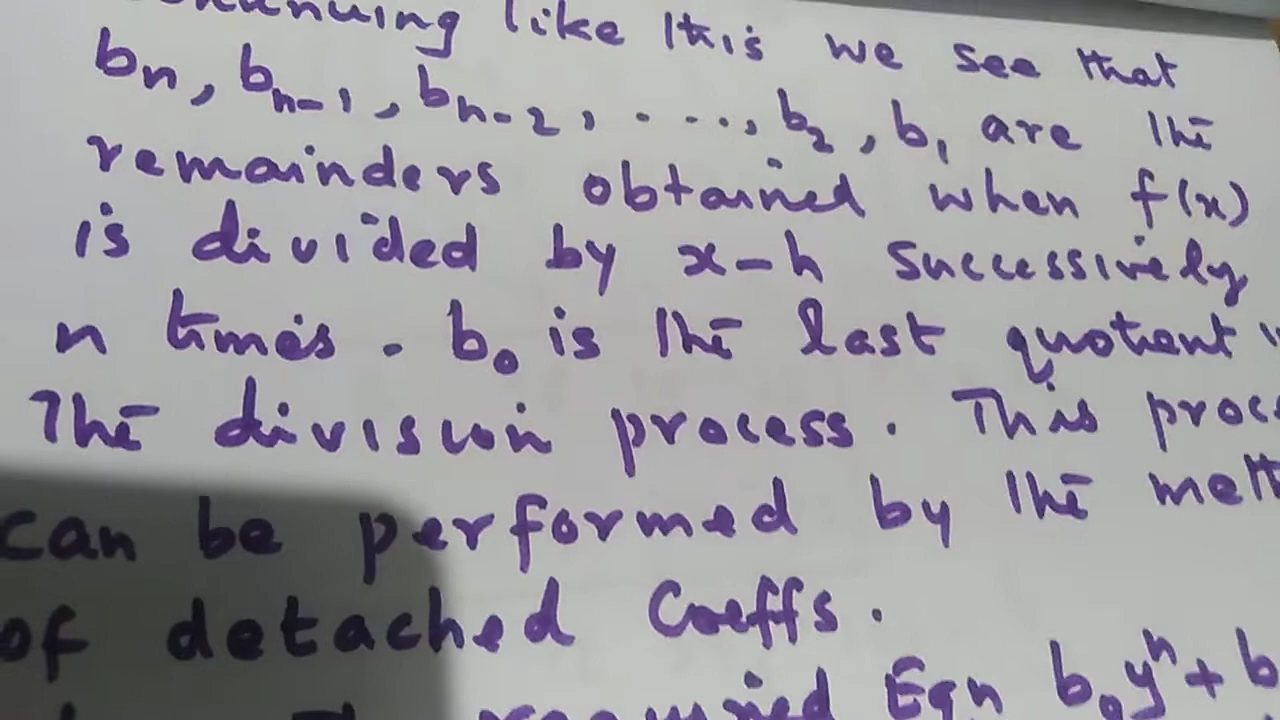 continuing like this we see that
bn, bn-1, bn-2, ...., b2, b1 are the
remainders obtained when f(x)
is divided by x-h successively
n times. b0 is the last quotient
The division process. This proc
can be performed by the meth
of detached Coeffs.
Eqn b0y^n + b